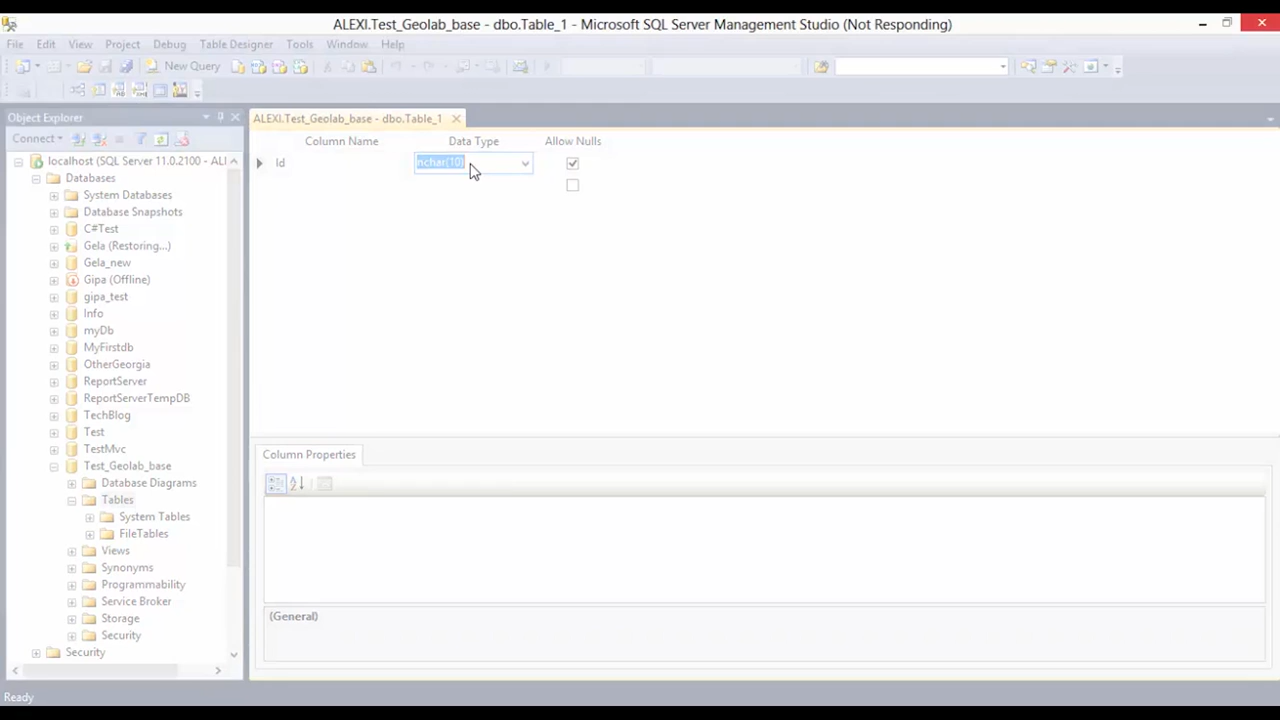 ALEXI.Test_Geolab_base - dbo.Table_1 - Microsoft SQL Server Management Studio (Not Responding)
File Edit View Project Debug Table Designer Tools Window Help
New Query
Object Explorer
Connect
localhost (SQL Server 11.0.2100 - ALI
Databases
System Databases
Database Snapshots
C#Test
Gela (Restoring...)
Gela_new
Gipa (Offline)
gipa_test
Info
myDb
MyFirstdb
OtherGeorgia
ReportServer
ReportServerTempDB
TechBlog
Test
TestMvc
Test_Geolab_base
Database Diagrams
Tables
System Tables
FileTables
Views
Synonyms
Programmability
Service Broker
Storage
Security
Security
ALEXI.Test_Geolab_base - dbo.Table_1
Column Name Data Type Allow Nulls
Id nchar(10)
Column Properties
(General)
Ready